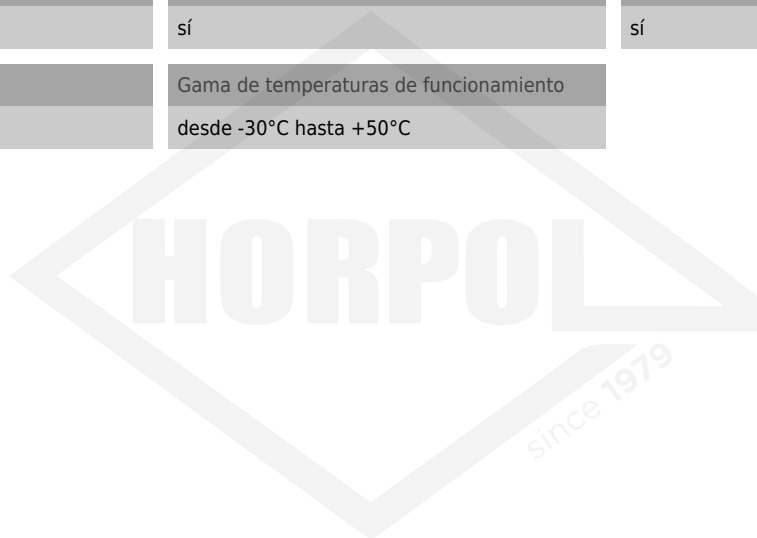 sí
sí
Gama de temperaturas de funcionamiento
desde -30°C hasta +50°C
HORPOL
since 1979